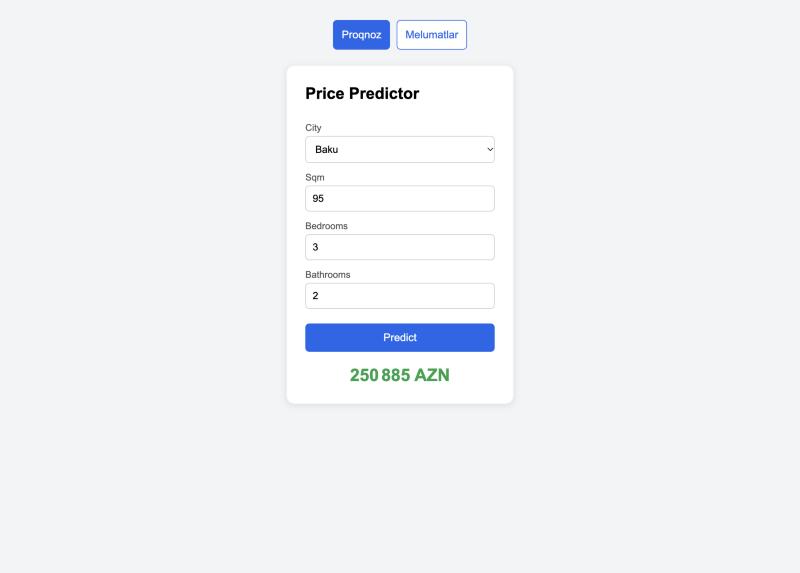 Proqnoz Melumatlar
Price Predictor
City
Baku
Sqm
95
Bedrooms
3
Bathrooms
2
Predict
250 885 AZN